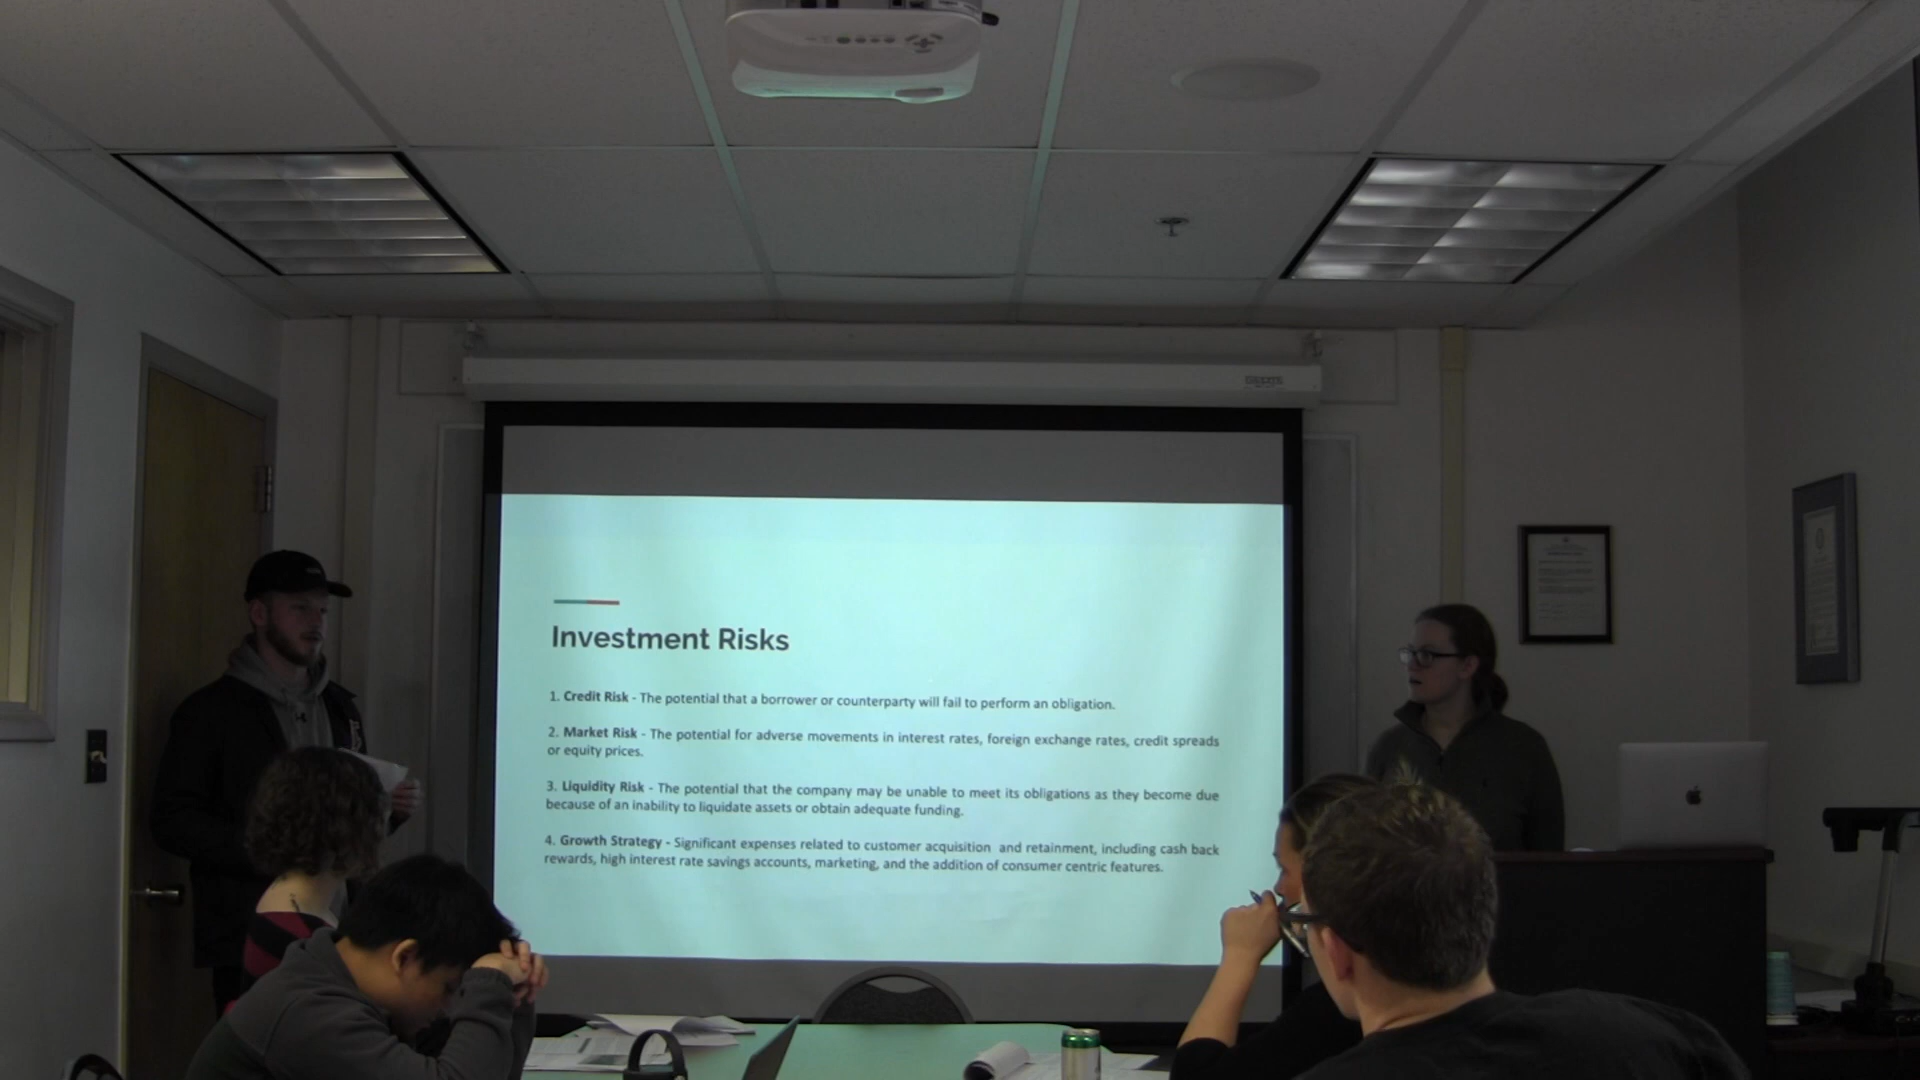 Investment Risks
1. Credit Risk - The potential that a borrower or counterparty will fail to perform an obligation.
2. Market Risk - The potential for adverse movements in interest rates, foreign exchange rates, credit spreads
or equity prices.
3. Liquidity Risk - The potential that the company may be unable to meet its obligations as they become due
because of an inability to liquidate assets or obtain adequate funding.
4. Growth Strategy - Significant expenses related to customer acquisition and retainment, including cash back
rewards, high interest rate savings accounts, marketing, and the addition of consumer centric features.